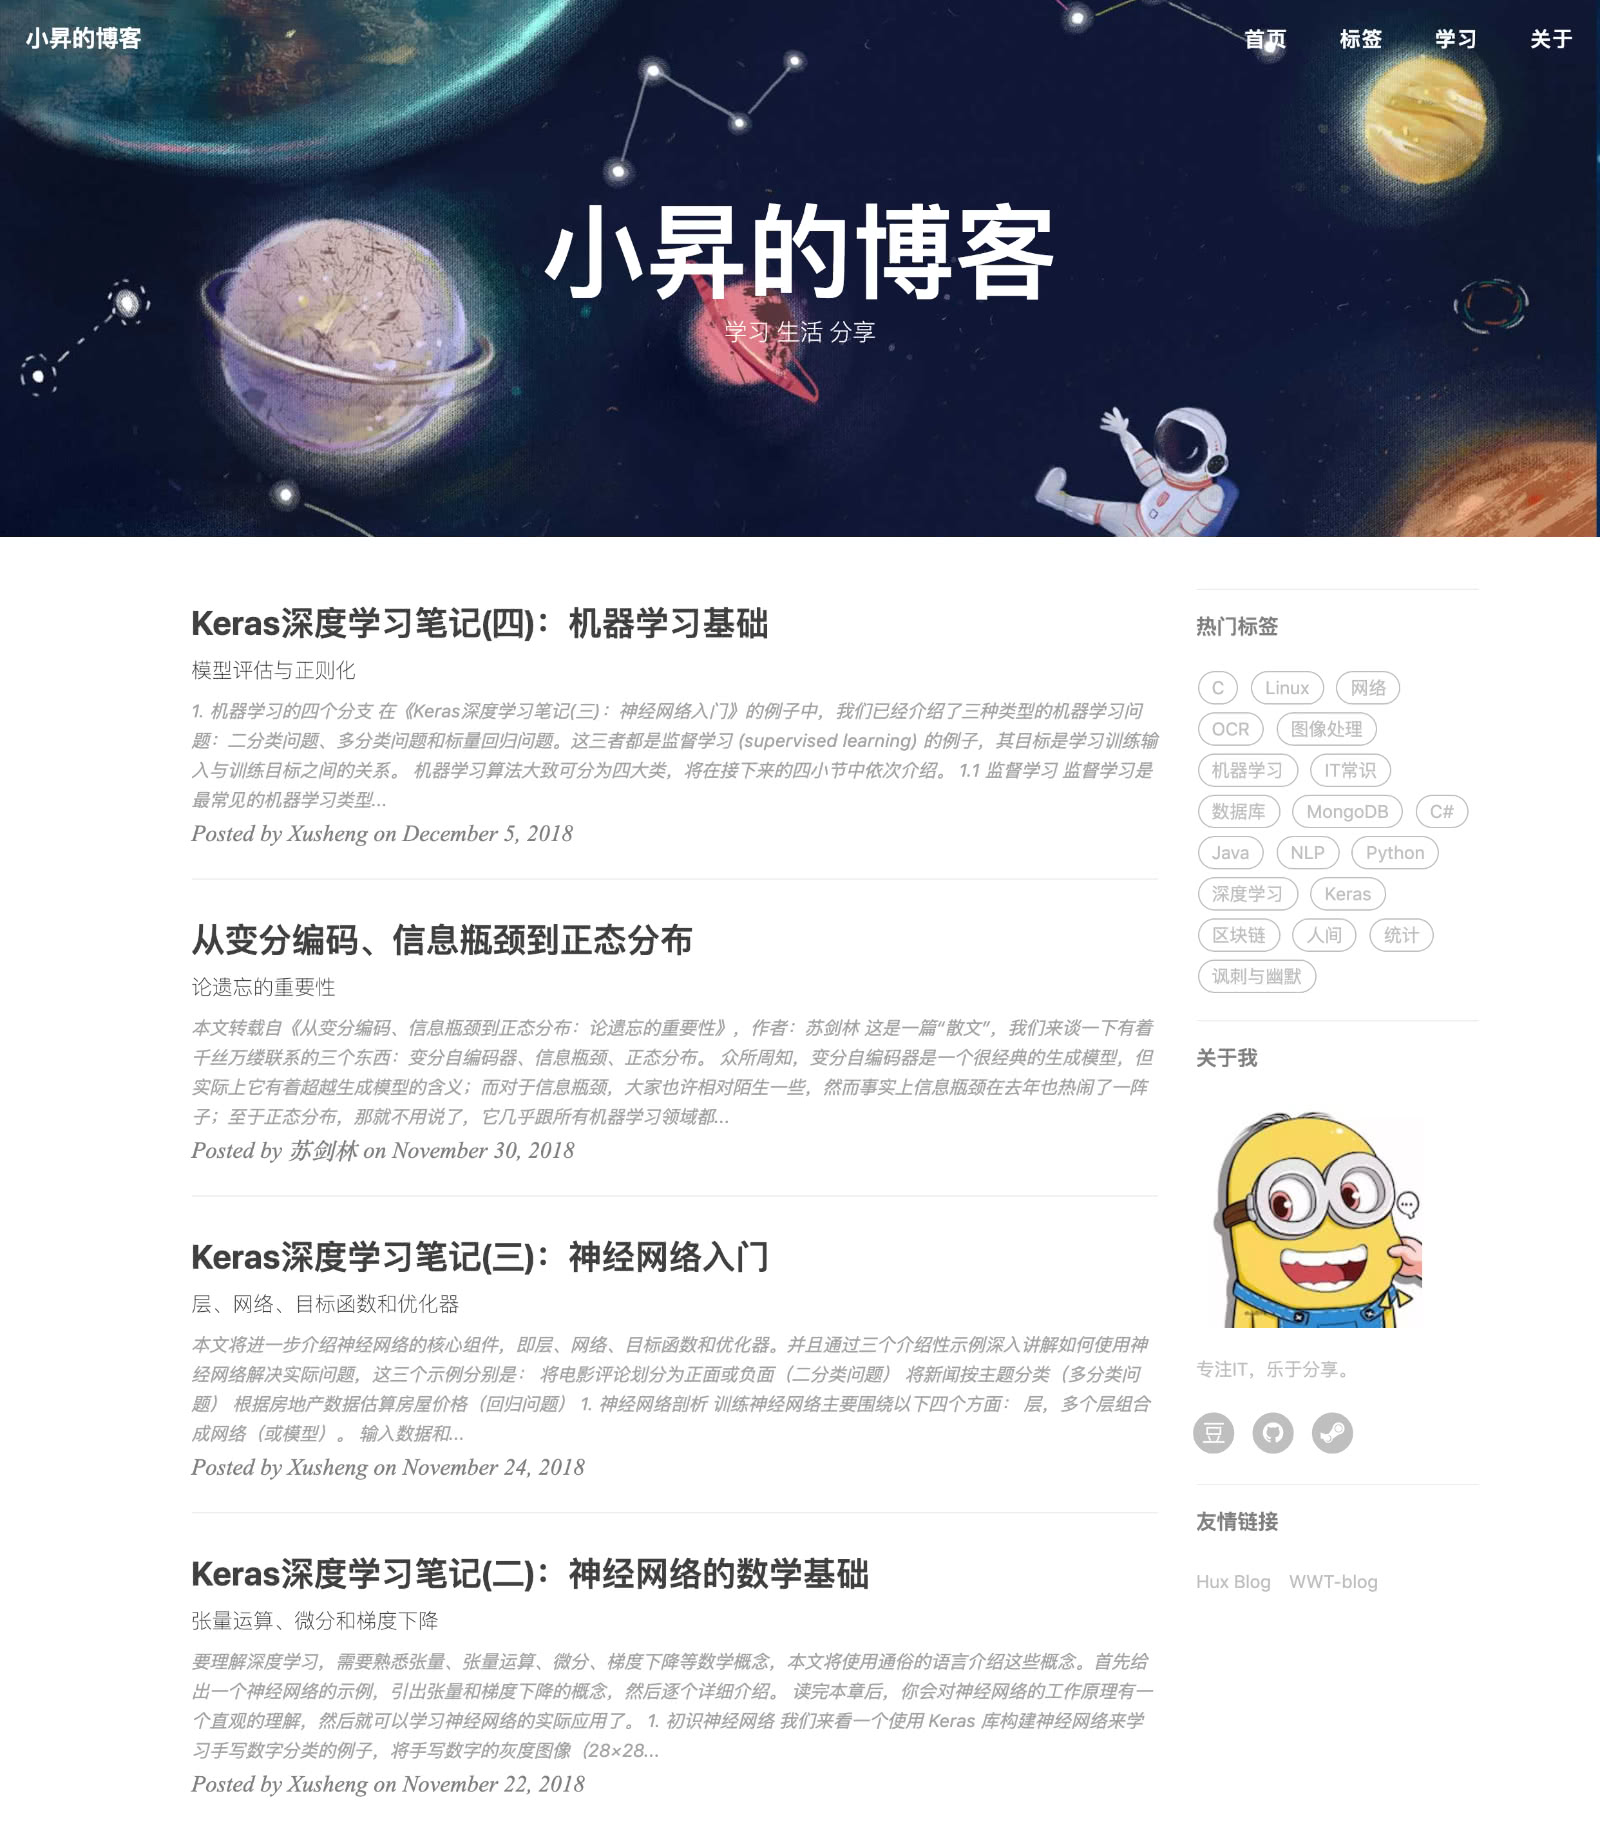 小昇的博客
首页 标签 学习 关于
小昇的博客
学习 生活 分享
Keras深度学习笔记(四)：机器学习基础
模型评估与正则化
1. 机器学习的四个分支 在《Keras深度学习笔记(三)：神经网络入门》的例子中，我们已经介绍了三种类型的机器学习问
题：二分类问题、多分类问题和标量回归问题。这三者都是监督学习 (supervised learning) 的例子，其目标是学习训练输
入与训练目标之间的关系。 机器学习算法大致可分为四大类，将在接下来的四小节中依次介绍。 1.1 监督学习 监督学习是
最常见的机器学习类型...
Posted by Xusheng on December 5, 2018
从变分编码、信息瓶颈到正态分布
论遗忘的重要性
本文转载自《从变分编码、信息瓶颈到正态分布：论遗忘的重要性》，作者：苏剑林 这是一篇“散文”，我们来谈一下有着
千丝万缕联系的三个东西：变分自编码器、信息瓶颈、正态分布。 众所周知，变分自编码器是一个很经典的生成模型，但
实际上它有着超越生成模型的含义；而对于信息瓶颈，大家也许相对陌生一些，然而事实上信息瓶颈在去年也热闹了一阵
子；至于正态分布，那就不用说了，它几乎跟所有机器学习领域都...
Posted by 苏剑林 on November 30, 2018
Keras深度学习笔记(三)：神经网络入门
层、网络、目标函数和优化器
本文将进一步介绍神经网络的核心组件，即层、网络、目标函数和优化器。并且通过三个介绍性示例深入讲解如何使用神
经网络解决实际问题，这三个示例分别是： 将电影评论划分为正面或负面（二分类问题） 将新闻按主题分类（多分类问
题） 根据房地产数据估算房屋价格（回归问题） 1. 神经网络剖析 训练神经网络主要围绕以下四个方面： 层，多个层组合
成网络（或模型）。 输入数据和...
Posted by Xusheng on November 24, 2018
Keras深度学习笔记(二)：神经网络的数学基础
张量运算、微分和梯度下降
要理解深度学习，需要熟悉张量、张量运算、微分、梯度下降等数学概念，本文将使用通俗的语言介绍这些概念。首先给
出一个神经网络的示例，引出张量和梯度下降的概念，然后逐个详细介绍。 读完本章后，你会对神经网络的工作原理有一
个直观的理解，然后就可以学习神经网络的实际应用了。 1. 初识神经网络 我们来看一个使用 Keras 库构建神经网络来学
习手写数字分类的例子，将手写数字的灰度图像（28×28...
Posted by Xusheng on November 22, 2018
热门标签
C Linux 网络
OCR 图像处理
机器学习 IT常识
数据库 MongoDB C#
Java NLP Python
深度学习 Keras
区块链 人间 统计
讽刺与幽默
关于我
专注IT，乐于分享。
豆
友情链接
Hux Blog WWT-blog